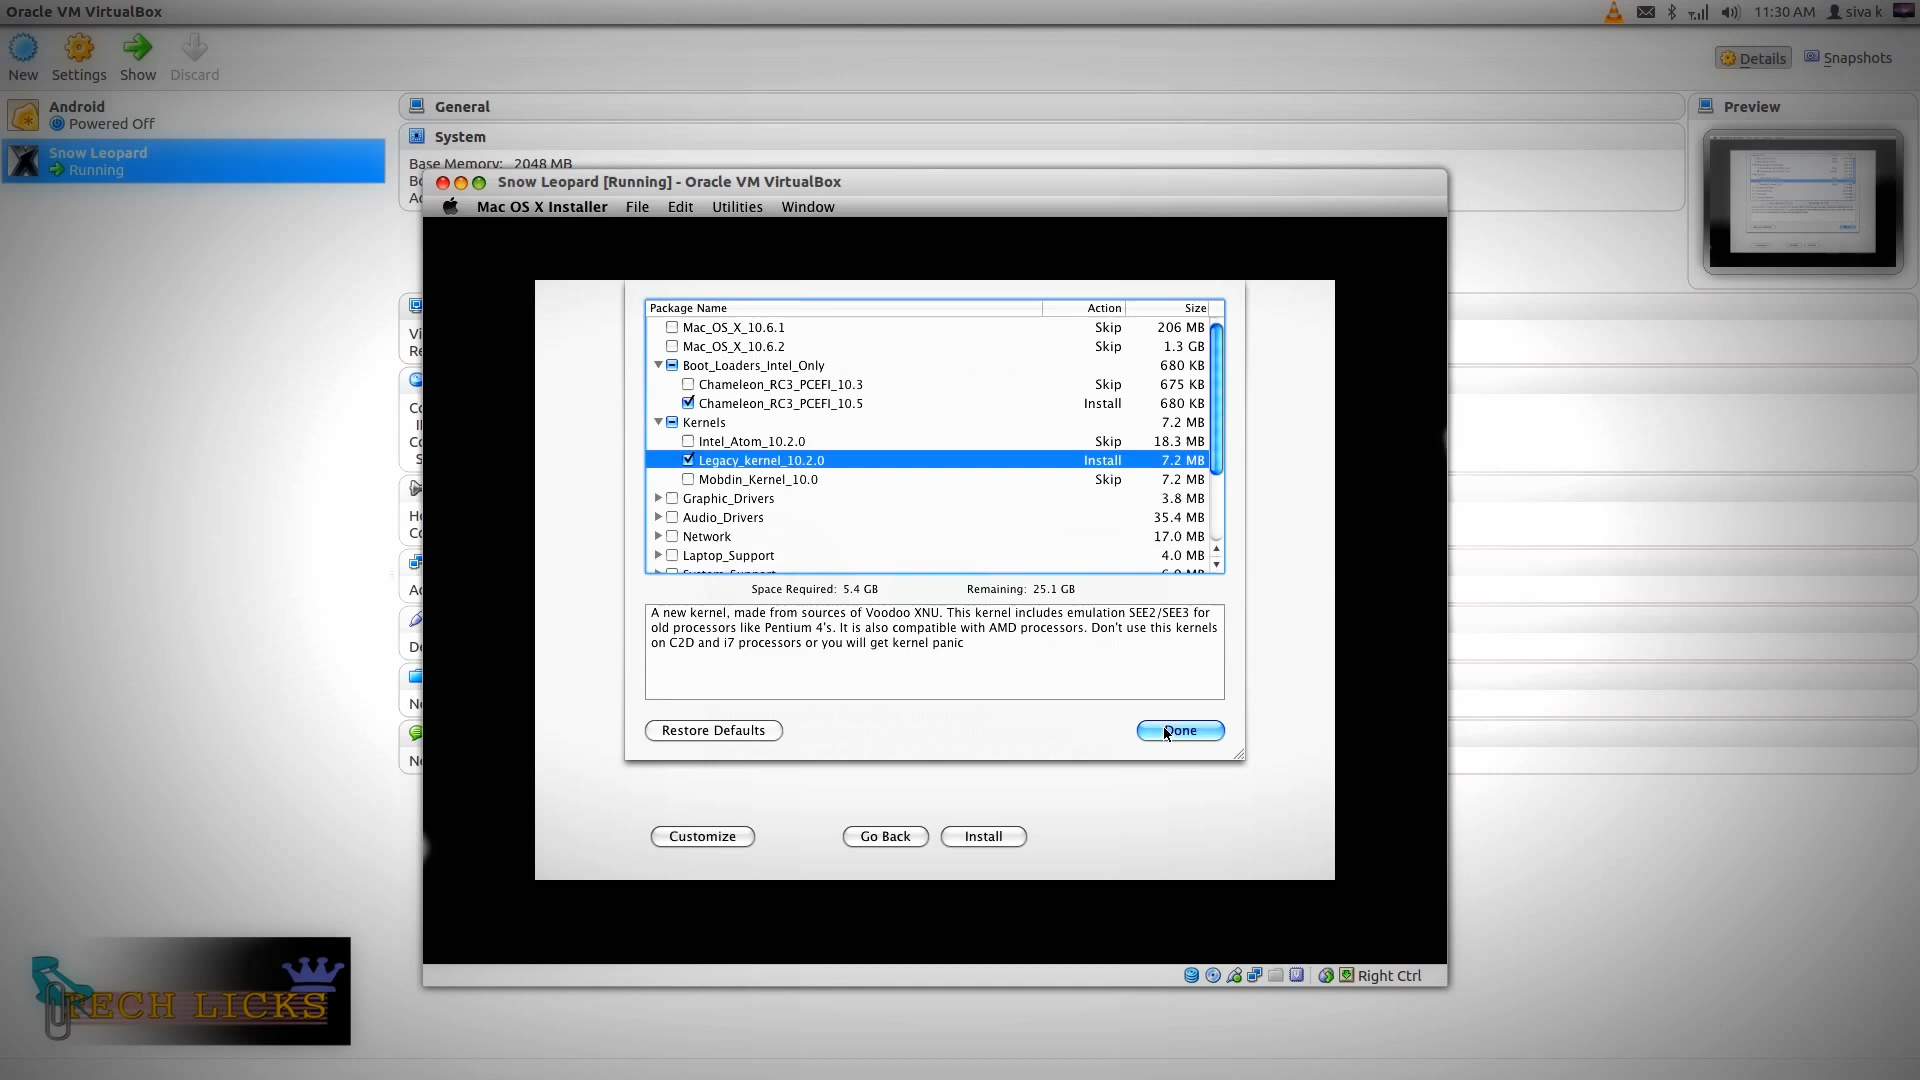 Oracle VM VirtualBox
11:30 AM
siva k
New
Settings
Show
Discard
Details
Snapshots
Android
Powered Off
Snow Leopard
Running
General
System
Base Memory: 2048 MB
Preview
Snow Leopard [Running] - Oracle VM VirtualBox
Mac OS X Installer File Edit Utilities Window
Package Name Action Size
Mac_OS_X_10.6.1 Skip 206 MB
Mac_OS_X_10.6.2 Skip 1.3 GB
Boot_Loaders_Intel_Only 680 KB
Chameleon_RC3_PCEFI_10.3 Skip 675 KB
Chameleon_RC3_PCEFI_10.5 Install 680 KB
Kernels 7.2 MB
Intel_Atom_10.2.0 Skip 18.3 MB
Legacy_kernel_10.2.0 Install 7.2 MB
Mobdin_Kernel_10.0 Skip 7.2 MB
Graphic_Drivers 3.8 MB
Audio_Drivers 35.4 MB
Network 17.0 MB
Laptop_Support 4.0 MB
Space Required: 5.4 GB Remaining: 25.1 GB
A new kernel, made from sources of Voodoo XNU. This kernel includes emulation SEE2/SEE3 for
old processors like Pentium 4's. It is also compatible with AMD processors. Don't use this kernels
on C2D and i7 processors or you will get kernel panic
Restore Defaults
Done
Customize
Go Back
Install
Right Ctrl
TECH LICKS